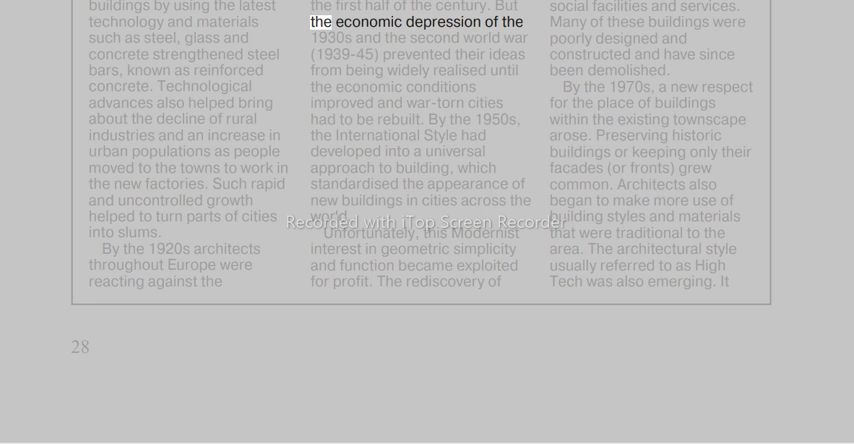 buildings by using the latest
technology and materials
such as steel, glass and
concrete strengthened steel
bars, known as reinforced
concrete. Technological
advances also helped bring
about the decline of rural
industries and an increase in
urban populations as people
moved to the towns to work in
the new factories. Such rapid
and uncontrolled growth
helped to turn parts of cities
into slums.
By the 1920s architects
throughout Europe were
reacting against the
the first half of the century. But
the economic depression of the
1930s and the second world war
(1939-45) prevented their ideas
from being widely realised until
the economic conditions
improved and war-torn cities
had to be rebuilt. By the 1950s,
the International Style had
developed into a universal
approach to building, which
standardised the appearance of
new buildings in cities across the
world.
Unfortunately, this Modernist
interest in geometric simplicity
and function became exploited
for profit. The rediscovery of
social facilities and services.
Many of these buildings were
poorly designed and
constructed and have since
been demolished.
By the 1970s, a new respect
for the place of buildings
within the existing townscape
arose. Preserving historic
buildings or keeping only their
facades (or fronts) grew
common. Architects also
began to make more use of
building styles and materials
that were traditional to the
area. The architectural style
usually referred to as High
Tech was also emerging. It
Recorded with iTop Screen Recorder
28